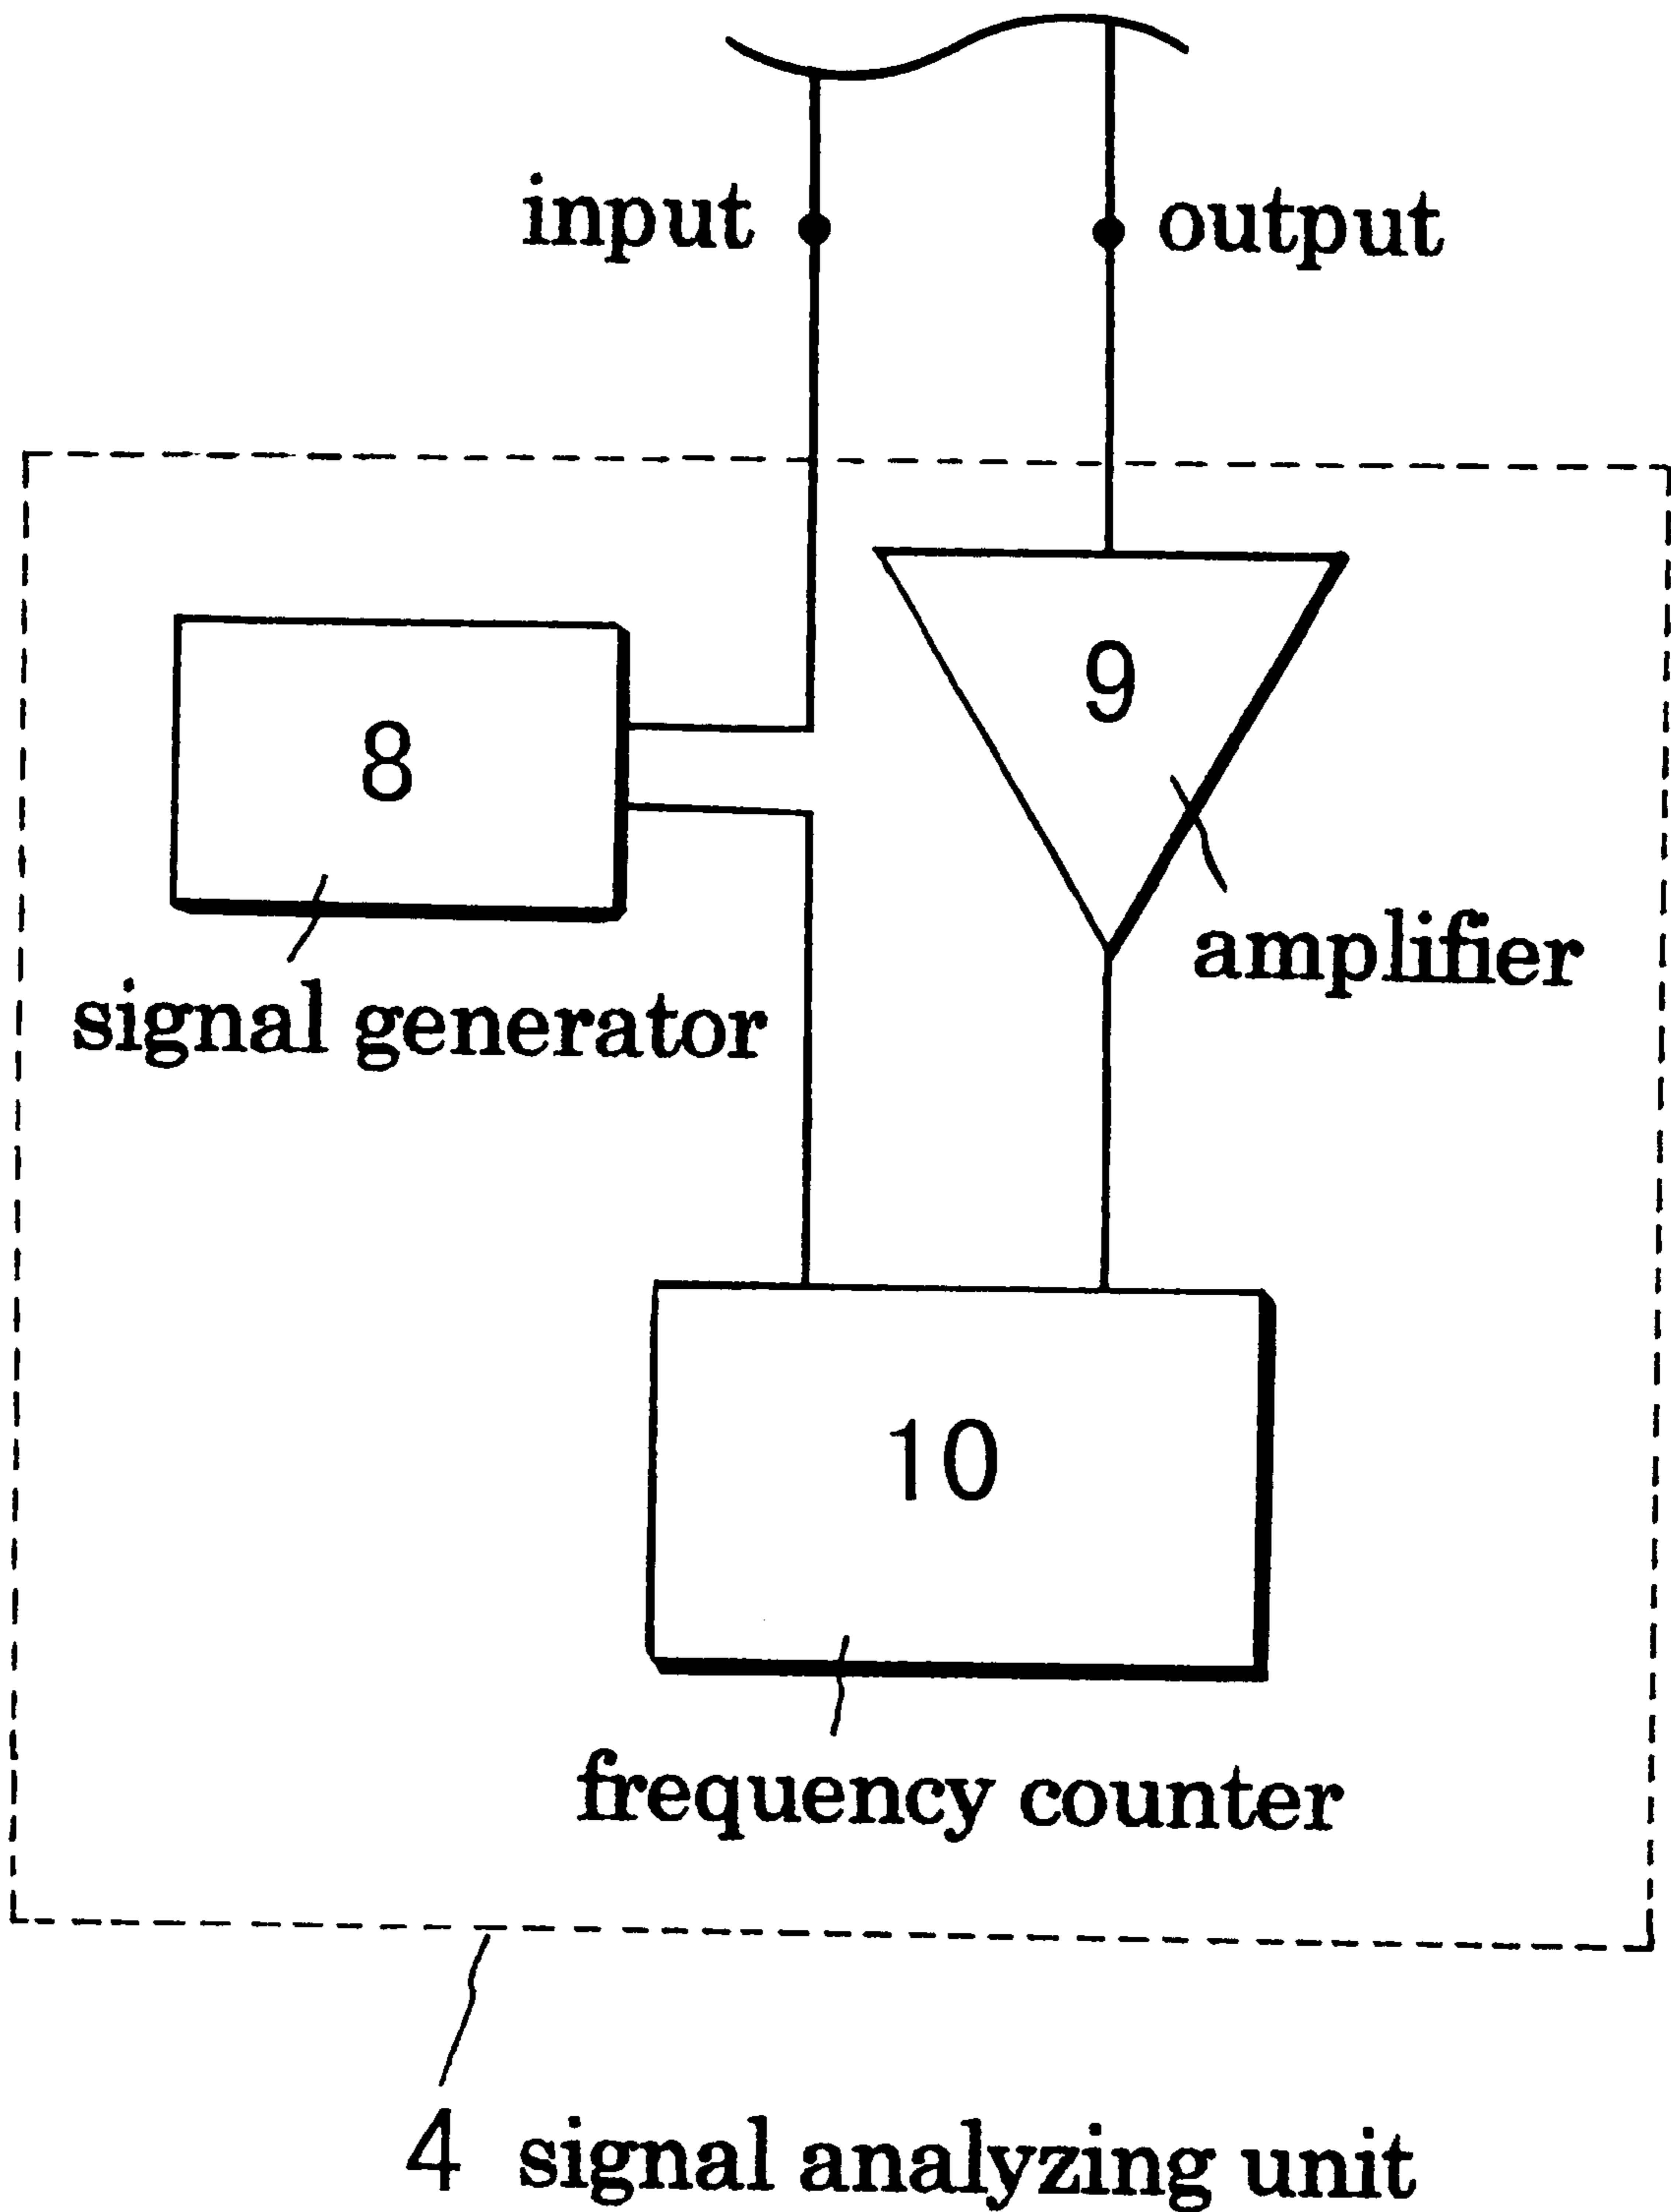 input
output
8
9
signal generator
amplifier
10
frequency counter
4 signal analyzing unit